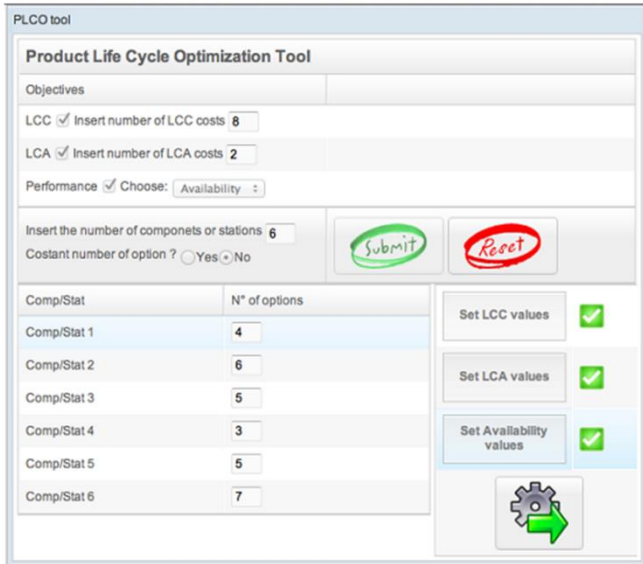 PLCO tool
Product Life Cycle Optimization Tool
Objectives
LCC Insert number of LCC costs 8
LCA Insert number of LCA costs 2
Performance Choose: Availability
Insert the number of componets or stations 6
Costant number of option ? Yes No
Submit
Reset
Comp/Stat N° of options
Comp/Stat 1 4
Comp/Stat 2 6
Comp/Stat 3 5
Comp/Stat 4 3
Comp/Stat 5 5
Comp/Stat 6 7
Set LCC values
Set LCA values
Set Availability
values